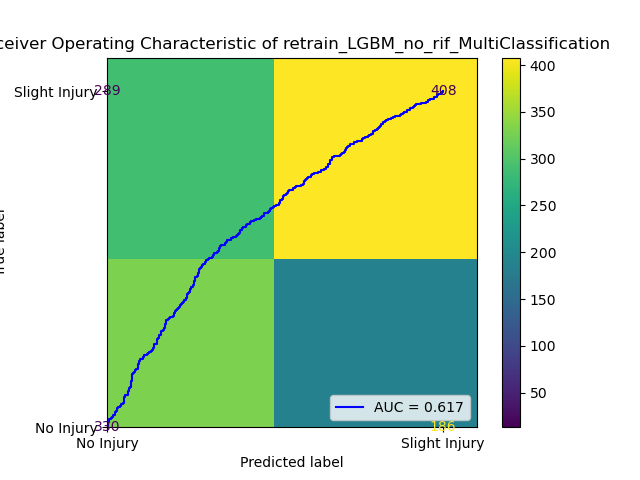 ceiver Operating Characteristic of retrain_LGBM_no_rif_MultiClassification
Slight Injury
289
408
No Injury
330
186
No Injury
Slight Injury
Predicted label
True label
AUC = 0.617
400
350
300
250
200
150
100
50